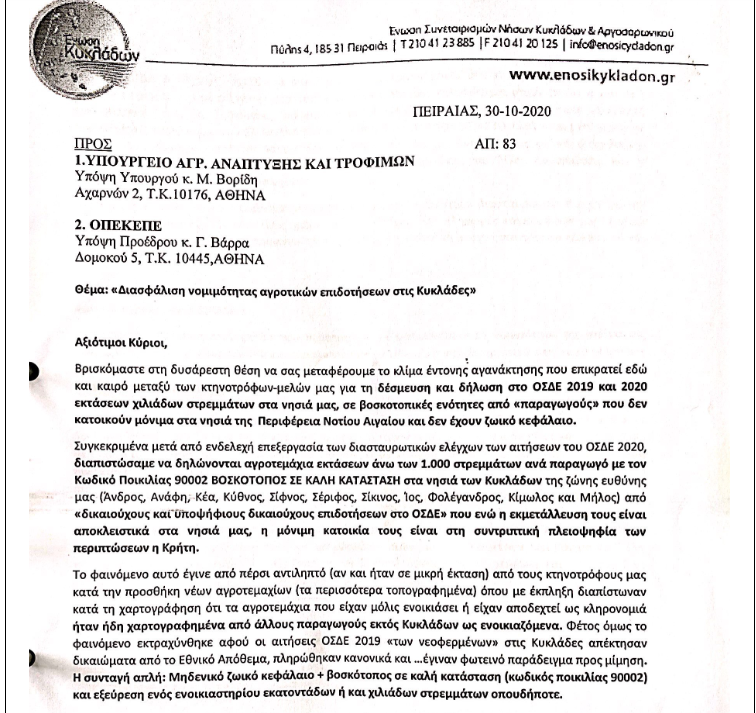 Ένωση
Κυκλάδων
Ενωση Συνεταιρισμών Νήσων Κυκλάδων & Αργοσαρωνικού
Πύλης 4, 185 31 Πειραιάς | T 210 41 23 885 | F 210 41 20 125 | info@enosicycladon.gr
www.enosikykladon.gr
ΠΕΙΡΑΙΑΣ, 30-10-2020
ΠΡΟΣ
ΑΠ: 83
1.ΥΠΟΥΡΓΕΙΟ ΑΓΡ. ΑΝΑΠΤΥΞΗΣ ΚΑΙ ΤΡΟΦΙΜΩΝ
Υπόψη Υπουργού κ. Μ. Βορίδη
Αχαρνών 2, Τ.Κ.10176, ΑΘΗΝΑ
2. ΟΠΕΚΕΠΕ
Υπόψη Προέδρου κ. Γ. Βάρρα
Δομοκού 5, Τ.Κ. 10445,ΑΘΗΝΑ
Θέμα: «Διασφάλιση νομιμότητας αγροτικών επιδοτήσεων στις Κυκλάδες»
Αξιότιμοι Κύριοι,
Βρισκόμαστε στη δυσάρεστη θέση να σας μεταφέρουμε το κλίμα έντονης αγανάκτησης που επικρατεί εδώ
και καιρό μεταξύ των κτηνοτρόφων-μελών μας για τη δέσμευση και δήλωση στο ΟΣΔΕ 2019 και 2020
εκτάσεων χιλιάδων στρεμμάτων στα νησιά μας, σε βοσκοτοπικές ενότητες από «παραγωγούς» που δεν
κατοικούν μόνιμα στα νησιά της Περιφέρεια Νοτίου Αιγαίου και δεν έχουν ζωικό κεφάλαιο.
Συγκεκριμένα μετά από ενδελεχή επεξεργασία των διασταυρωτικών ελέγχων των αιτήσεων του ΟΣΔΕ 2020,
διαπιστώσαμε να δηλώνονται αγροτεμάχια εκτάσεων άνω των 1.000 στρεμμάτων ανά παραγωγό με τον
Κωδικό Ποικιλίας 90002 ΒΟΣΚΟΤΟΠΟΣ ΣΕ ΚΑΛΗ ΚΑΤΑΣΤΑΣΗ στα νησιά των Κυκλάδων της ζώνης ευθύνης
μας (Άνδρος, Ανάφη, Κέα, Κύθνος, Σίφνος, Σέριφος, Σίκινος, Ίος, Φολέγανδρος, Κίμωλος και Μήλος) από
«δικαιούχους και υποψήφιους δικαιούχους επιδοτήσεων στο ΟΣΔΕ» που ενώ η εκμετάλλευση τους είναι
αποκλειστικά στα νησιά μας, η μόνιμη κατοικία τους είναι στη συντριπτική πλειοψηφία των
περιπτώσεων η Κρήτη.
Το φαινόμενο αυτό έγινε από πέρσι αντιληπτό (αν και ήταν σε μικρή έκταση) από τους κτηνοτρόφους μας
κατά την προσθήκη νέων αγροτεμαχίων (τα περισσότερα τοπογραφημένα) όπου με έκπληξη διαπίστωναν
κατά τη χαρτογράφηση ότι τα αγροτεμάχια που είχαν μόλις ενοικιάσει ή είχαν αποδεχτεί ως κληρονομιά
ήταν ήδη χαρτογραφημένα από άλλους παραγωγούς εκτός Κυκλάδων ως ενοικιαζόμενα. Φέτος όμως το
φαινόμενο εκτραχύνθηκε αφού οι αιτήσεις ΟΣΔΕ 2019 «των νεοφερμένων» στις Κυκλάδες απέκτησαν
δικαιώματα από το Εθνικό Απόθεμα, πληρώθηκαν κανονικά και ...έγιναν φωτεινό παράδειγμα προς μίμηση.
Η συνταγή απλή: Μηδενικό ζωικό κεφάλαιο + βοσκότοπος σε καλή κατάσταση (κωδικός ποικιλίας 90002)
και εξεύρεση ενός ενοικιαστηρίου εκατοντάδων ή και χιλιάδων στρεμμάτων οπουδήποτε.